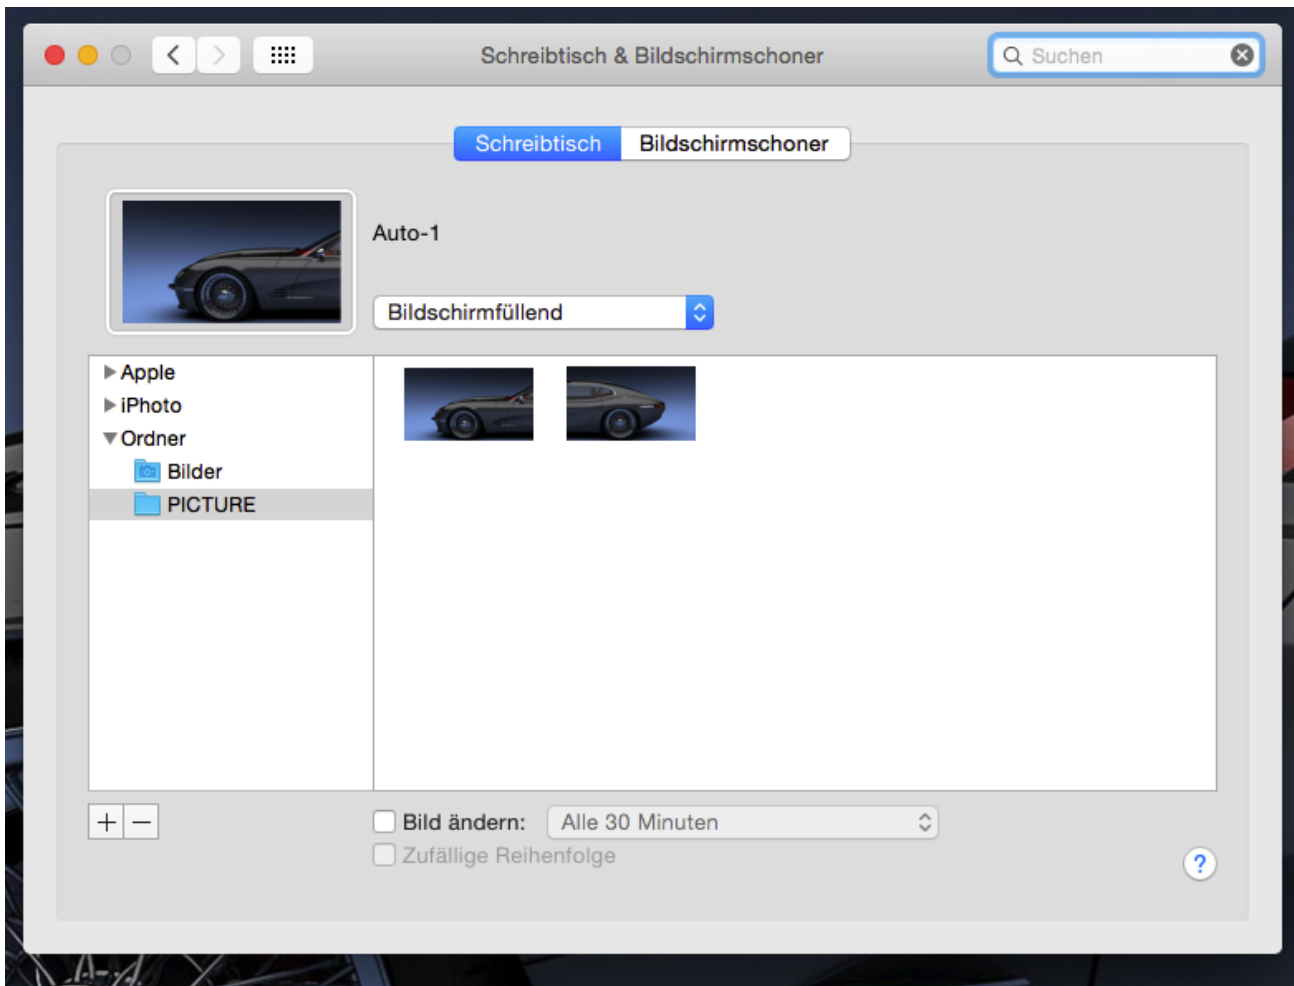 Schreibtisch & Bildschirmschoner
Suchen
Schreibtisch
Bildschirmschoner
Auto-1
Bildschirmfüllend
Apple
iPhoto
Ordner
Bilder
PICTURE
Bild ändern:
Alle 30 Minuten
Zufällige Reihenfolge